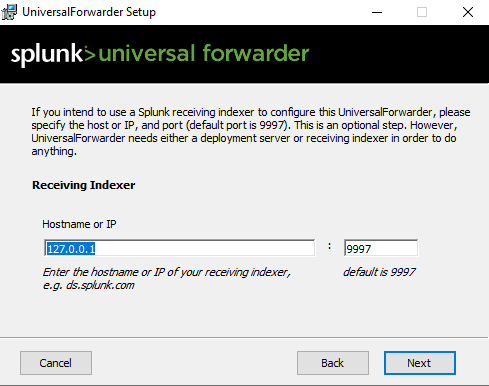 UniversalForwarder Setup
splunk>universal forwarder
If you intend to use a Splunk receiving indexer to configure this UniversalForwarder, please
specify the host or IP, and port (default port is 9997). This is an optional step. However,
UniversalForwarder needs either a deployment server or receiving indexer in order to do
anything.
Receiving Indexer
Hostname or IP
127.0.0.1 : 9997
Enter the hostname or IP of your receiving indexer, default is 9997
e.g. ds.splunk.com
Cancel Back Next